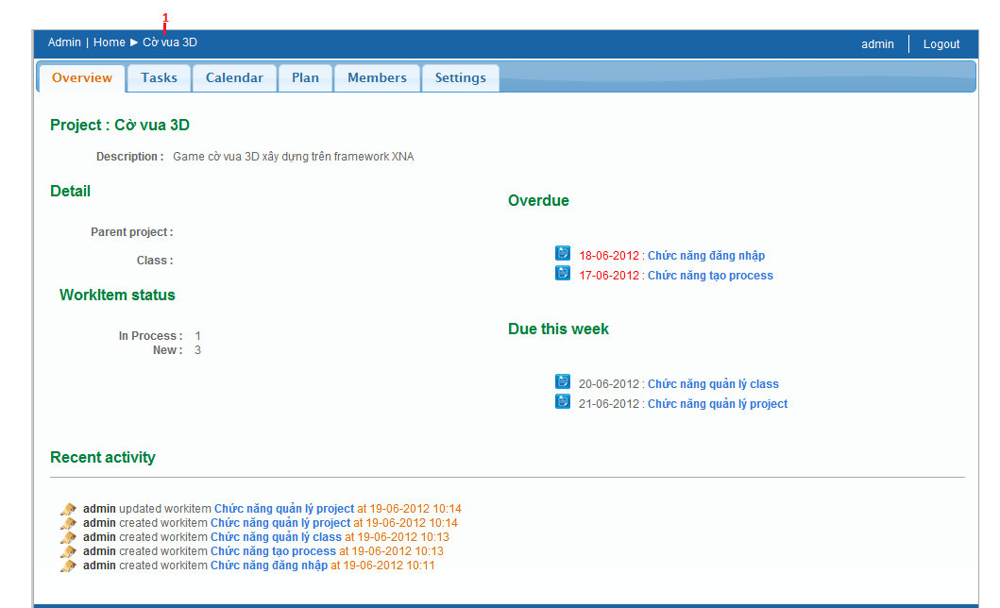 1
Admin | Home ► Cờ vua 3D
admin
Logout
Overview
Tasks
Calendar
Plan
Members
Settings
Project : Cờ vua 3D
Description : Game cờ vua 3D xây dựng trên framework XNA
Detail
Parent project :
Class :
WorkItem status
In Process : 1
New : 3
Overdue
18-06-2012 : Chức năng đăng nhập
17-06-2012 : Chức năng tạo process
Due this week
20-06-2012 : Chức năng quản lý class
21-06-2012 : Chức năng quản lý project
Recent activity
admin updated workitem Chức năng quản lý project at 19-06-2012 10:14
admin created workitem Chức năng quản lý project at 19-06-2012 10:14
admin created workitem Chức năng quản lý class at 19-06-2012 10:13
admin created workitem Chức năng tạo process at 19-06-2012 10:13
admin created workitem Chức năng đăng nhập at 19-06-2012 10:11